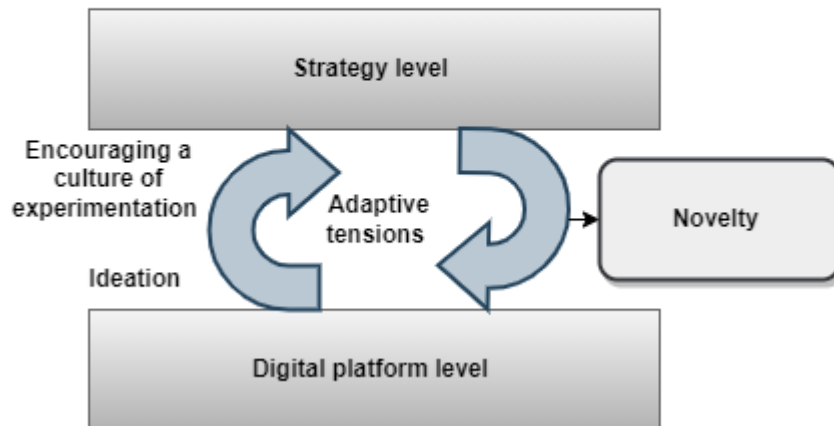 Strategy level
Encouraging a
culture of
experimentation
Adaptive
tensions
Novelty
Ideation
Digital platform level